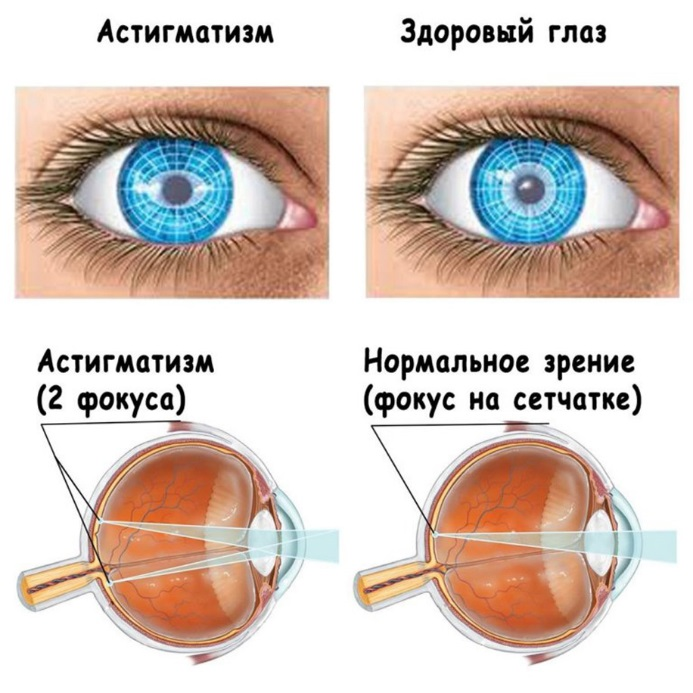 Астигматизм
Здоровый глаз
Астигматизм
(2 фокуса)
Нормальное зрение
(фокус на сетчатке)